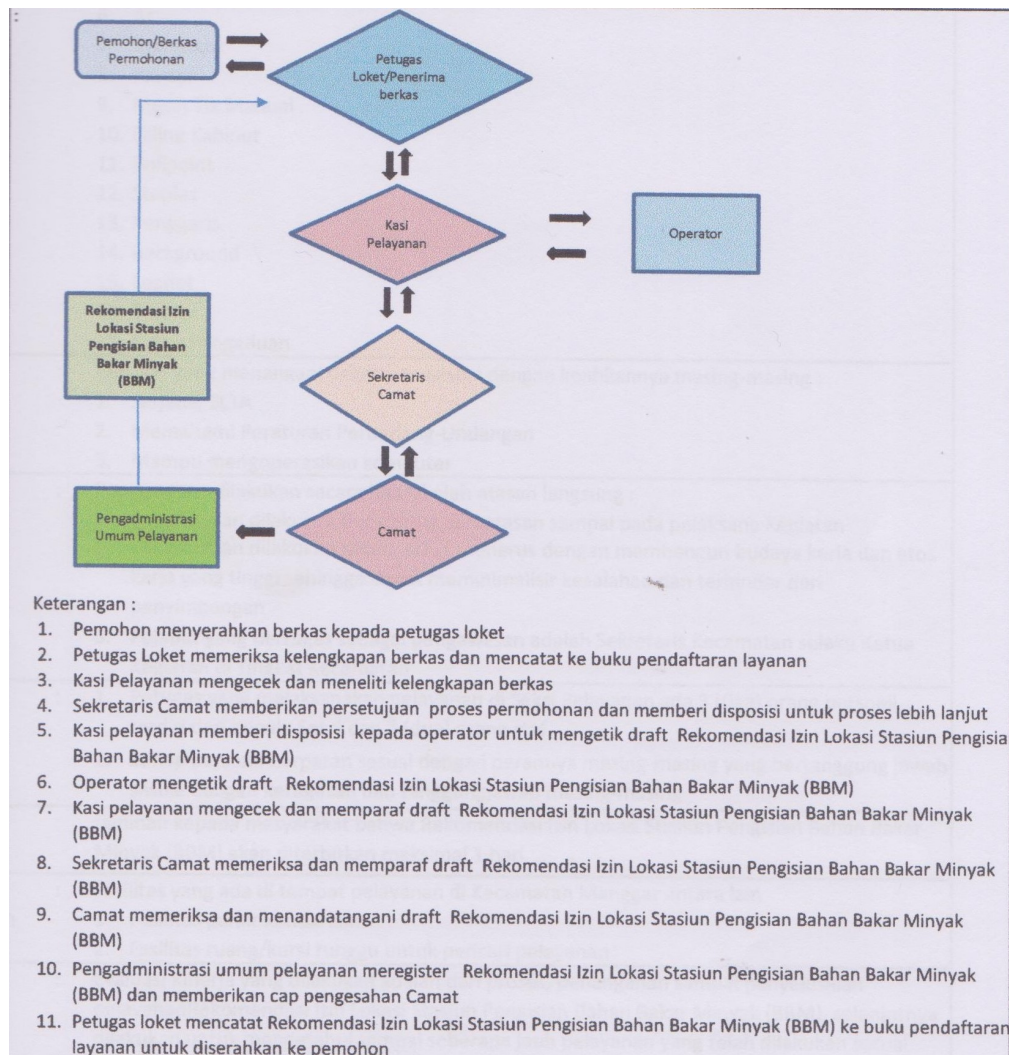 :
Pemohon/Berkas
Permohonan
Petugas
Loket/Penerima
berkas
Kasi
Pelayanan
Operator
Rekomendasi Izin
Lokasi Stasiun
Pengisian Bahan
Bakar Minyak
(BBM)
Sekretaris
Camat
Pengadministrasi
Umum Pelayanan
Camat
Keterangan :
1. Pemohon menyerahkan berkas kepada petugas loket
2. Petugas Loket memeriksa kelengkapan berkas dan mencatat ke buku pendaftaran layanan
3. Kasi Pelayanan mengecek dan meneliti kelengkapan berkas
4. Sekretaris Camat memberikan persetujuan proses permohonan dan memberi disposisi untuk proses lebih lanjut
5. Kasi pelayanan memberi disposisi kepada operator untuk mengetik draft Rekomendasi Izin Lokasi Stasiun Pengisia
Bahan Bakar Minyak (BBM)
6. Operator mengetik draft Rekomendasi Izin Lokasi Stasiun Pengisian Bahan Bakar Minyak (BBM)
7. Kasi pelayanan mengecek dan memparaf draft Rekomendasi Izin Lokasi Stasiun Pengisian Bahan Bakar Minyak
(BBM)
8. Sekretaris Camat memeriksa dan memparaf draft Rekomendasi Izin Lokasi Stasiun Pengisian Bahan Bakar Minyak
(BBM)
9. Camat memeriksa dan menandatangani draft Rekomendasi Izin Lokasi Stasiun Pengisian Bahan Bakar Minyak
(BBM)
10. Pengadministrasi umum pelayanan meregister Rekomendasi Izin Lokasi Stasiun Pengisian Bahan Bakar Minyak
(BBM) dan memberikan cap pengesahan Camat
11. Petugas loket mencatat Rekomendasi Izin Lokasi Stasiun Pengisian Bahan Bakar Minyak (BBM) ke buku pendaftaran
layanan untuk diserahkan ke pemohon